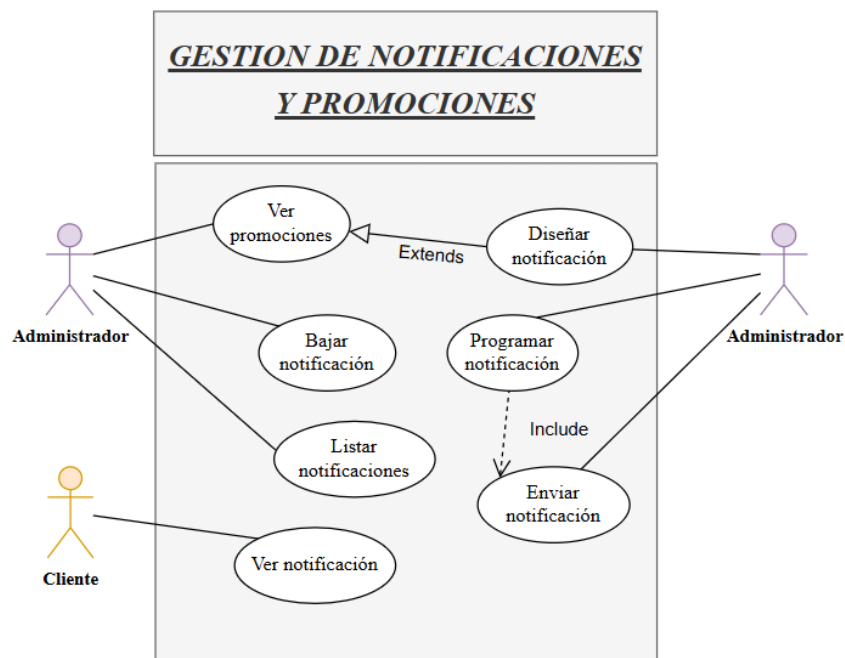 GESTION DE NOTIFICACIONES
Y PROMOCIONES
Ver
promociones
Extends
Diseñar
notificación
Administrador
Bajar
notificación
Programar
notificación
Administrador
Include
Listar
notificaciones
Enviar
notificación
Cliente
Ver notificación